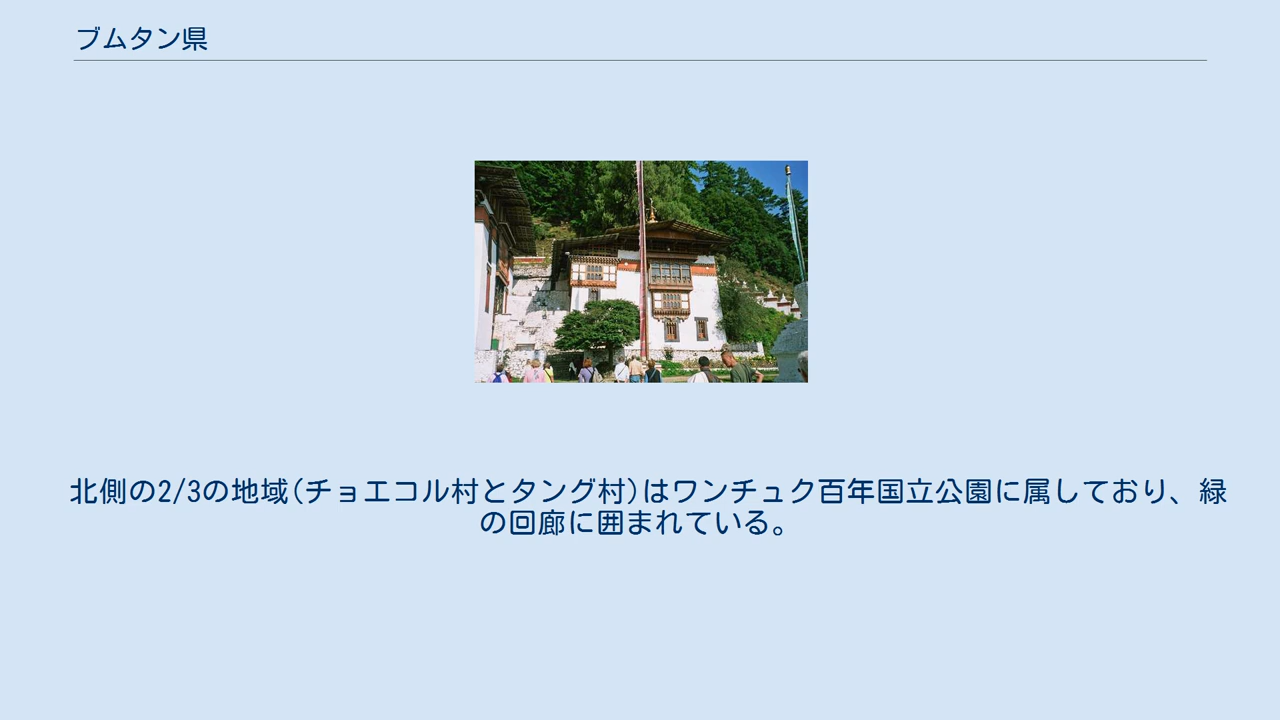 ブムタン県
北側の2/3の地域(チョエコル村とタング村)はワンチュク百年国立公園に属しており、緑
の回廊に囲まれている。